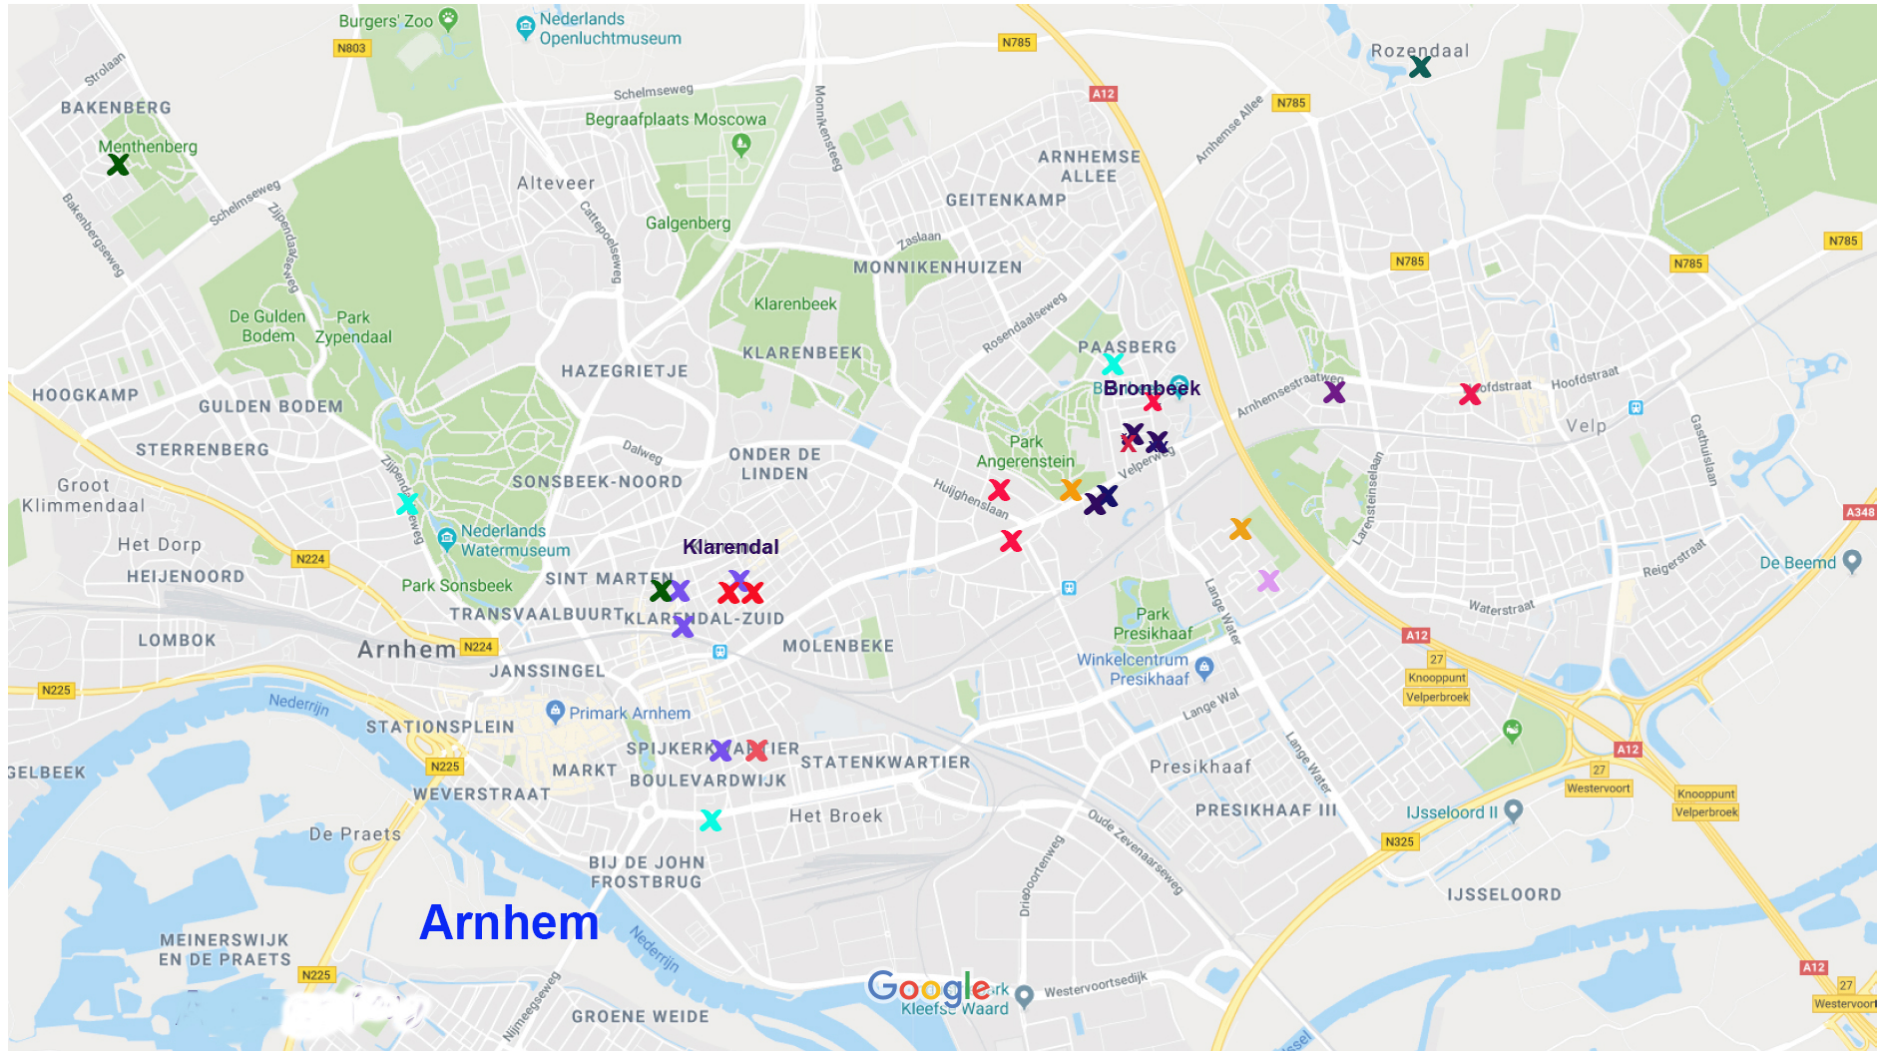 Burgers' Zoo
Nederlands
Openluchtmuseum
N803
N785
Rozendaal
Strolaan
BAKENBERG
Schelmseweg
A12
N785
Begraafplaats Moscowa
Monnikensteeg
Arnhemse Allee
Menthenberg
ARNHEMSE
ALLEE
Alteveer
GEITENKAMP
Schelmseweg
Bakenbergseweg
Zijpendaalseweg
Cattepoelseweg
Galgenberg
Zaslaan
N785
N785
N785
MONNIKENHUIZEN
Klarenbeek
De Gulden
Bodem
Park
Zypendaal
Rosendaalseweg
KLARENBEEK
PAASBERG
HAZEGRIETJE
Bronbeek
Arnhemsestraatweg
oofdstraat
Hoofdstraat
HOOGKAMP
GULDEN BODEM
Velp
STERRENBERG
Dalweg
ONDER DE
LINDEN
Park
Angerenstein
Velperweg
Gasthuislaan
Groot
Klimmendaal
Zijpendaalseweg
SONSBEEK-NOORD
Huijghenslaan
Larensteinselaan
A348
Nederlands
Watermuseum
Het Dorp
Klarendal
N224
HEIJENOORD
Park Sonsbeek
SINT MARTEN
Reigerstraat
De Beemd
TRANSVAALBUURT
KLARENDAL-ZUID
Lange Water
Waterstraat
Park
Presikhaaf
LOMBOK
Arnhem
N224
MOLENBEKE
A12
Winkelcentrum
Presikhaaf
27
Knooppunt
Velperbroek
JANSSINGEL
N225
Nederrijn
Lange Wal
Primark Arnhem
STATIONSPLEIN
SPIJKERKWARTIER
STATENKWARTIER
Lange Water
A12
GELBEEK
N225
MARKT
BOULEVARDWIJK
Presikhaaf
27
Westervoort
WEVERSTRAAT
Knooppunt
Velperbroek
De Praets
Het Broek
Oude Zevenaarseweg
PRESIKHAAF III
IJsseloord II
N325
BIJ DE JOHN
FROSTBRUG
Driepoortenweg
IJSSELOORD
Arnhem
MEINERSWIJK
EN DE PRAETS
Nederrijn
N225
Google
rk
Kleefse Waard
Westervoortsedijk
A12
27
Westervoort
Nijmeegseweg
GROENE WEIDE
ssel